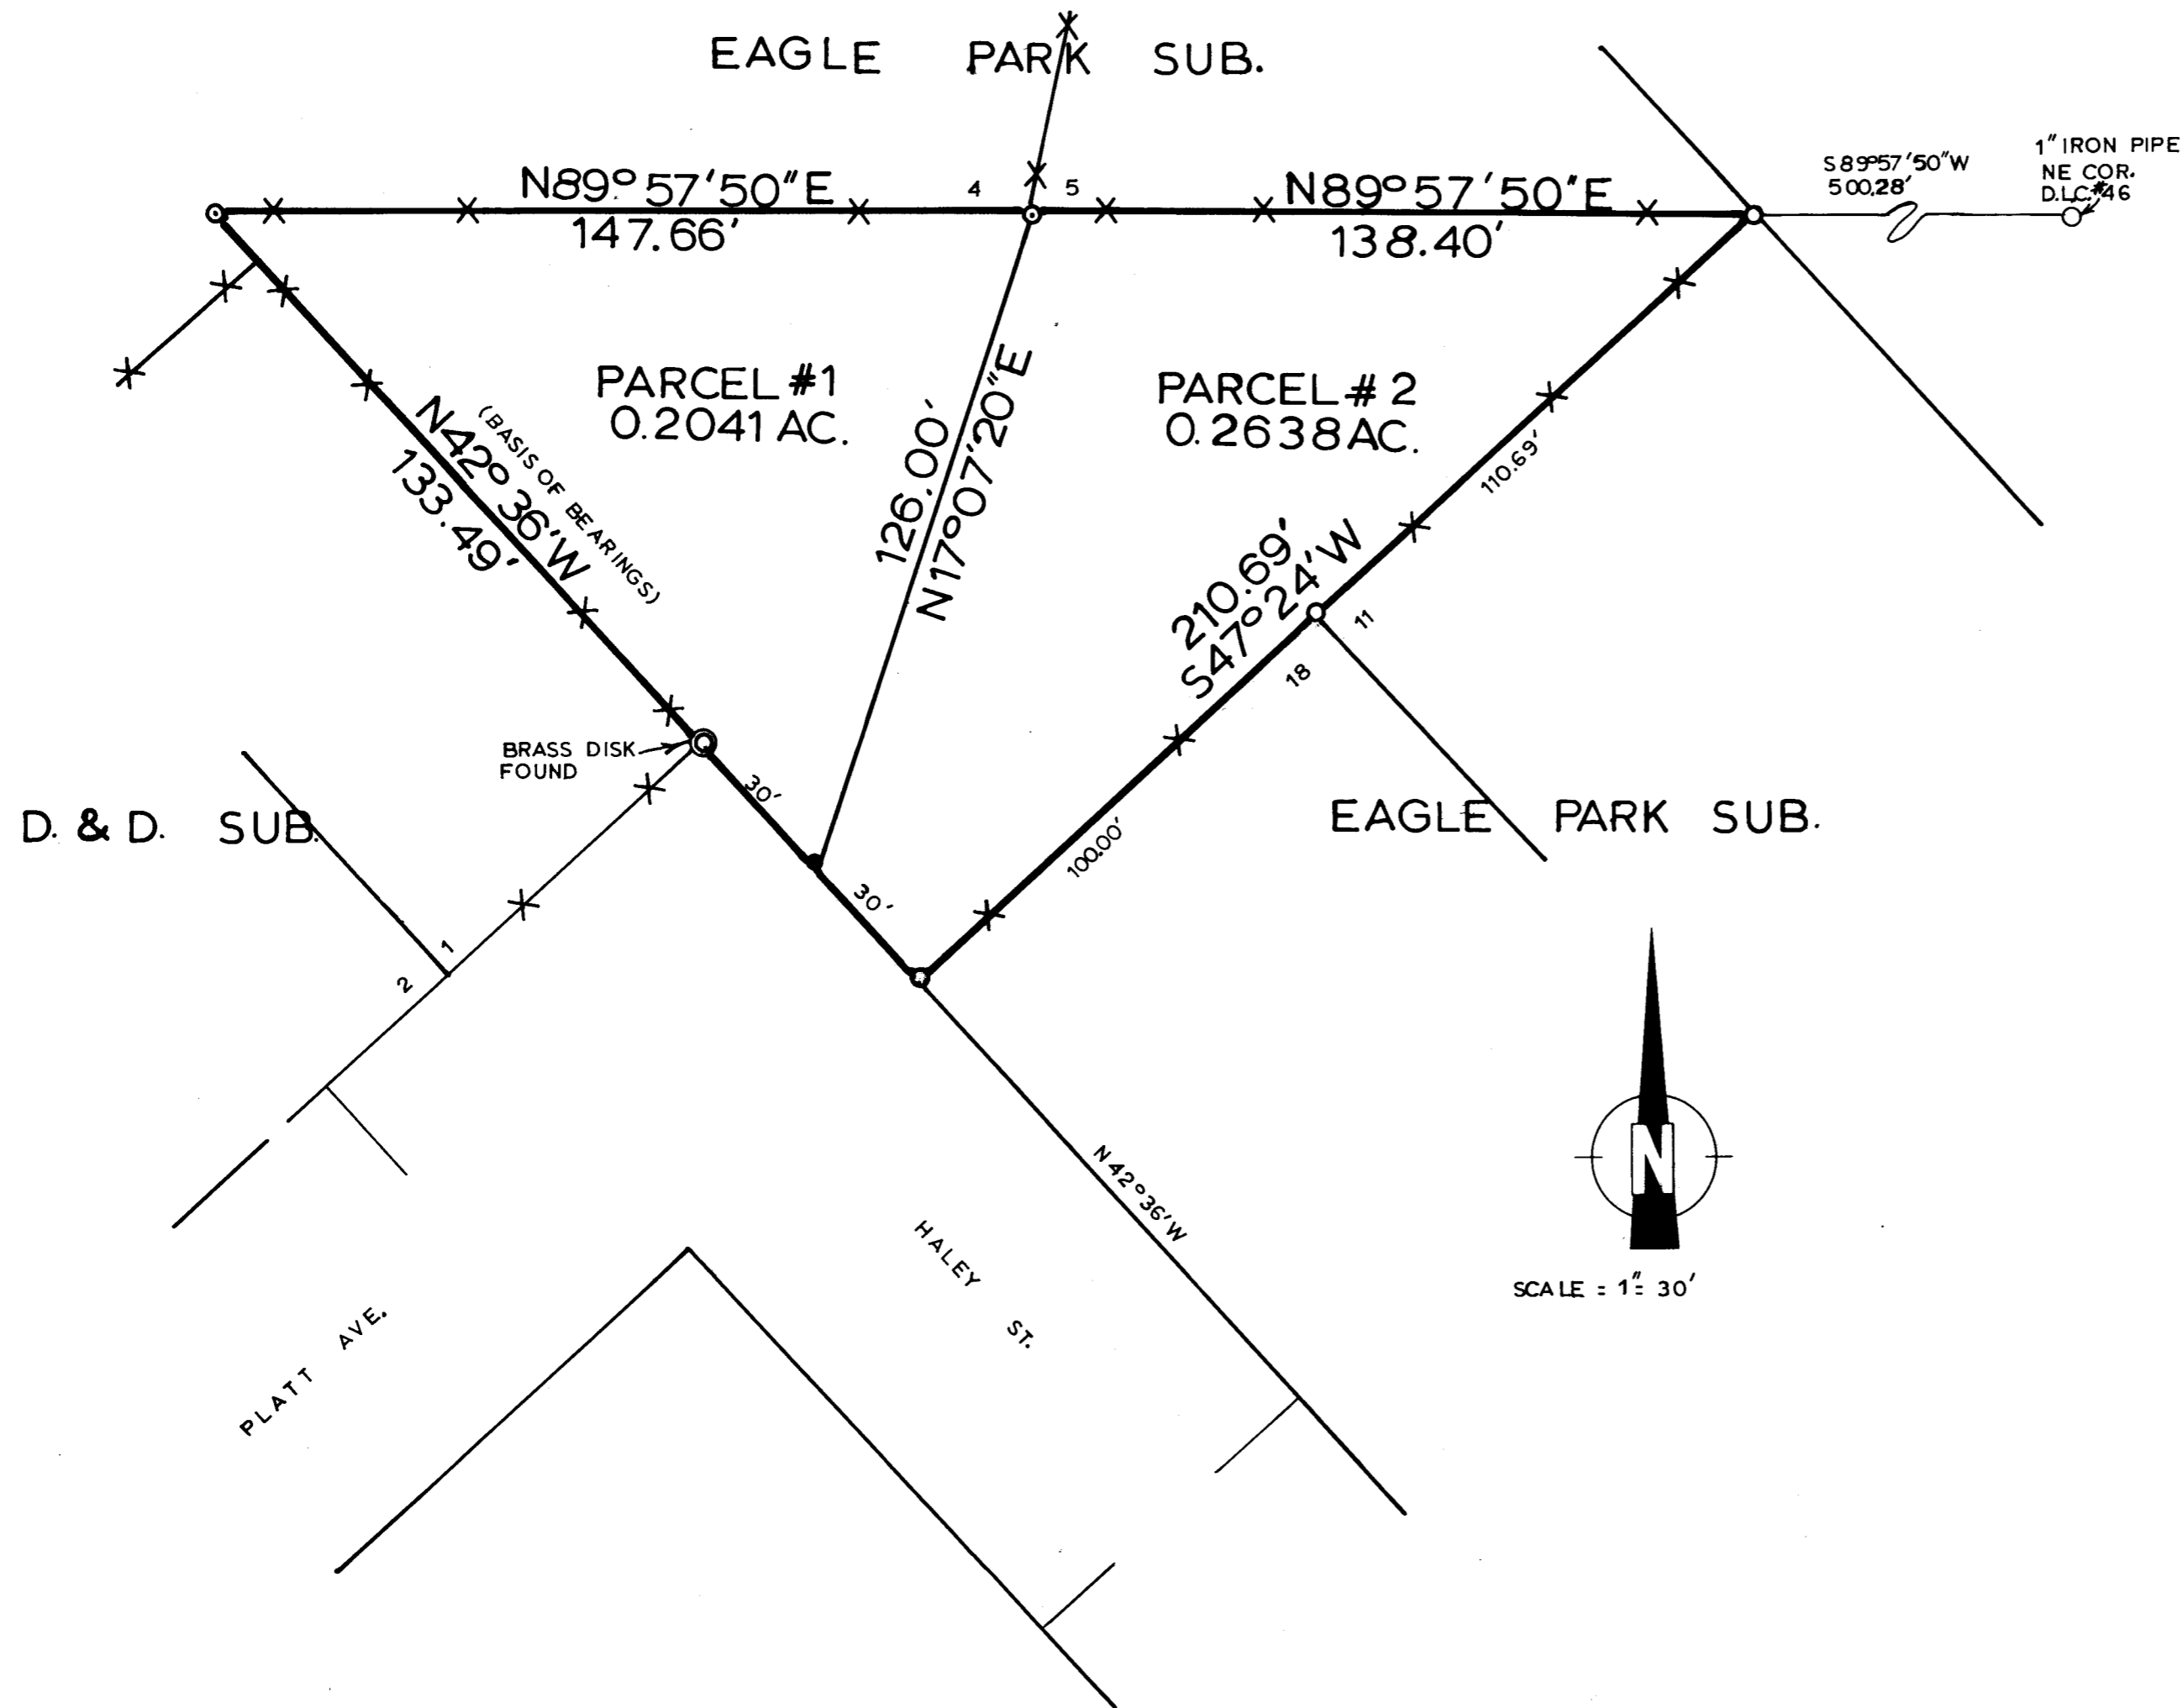 EAGLE PARK SUB.
1" IRON PIPE
NE COR.
D.L.C. #46
S89°57'50"W
500.28'
N89°57'50"E
147.66'
4
5
N89°57'50"E
138.40'
PARCEL #1
0.2041 AC.
PARCEL # 2
0.2638 AC.
(BASIS OF BEARINGS)
N42°36'W
133.49'
126.00'
N17°07'20"E
110.69'
210.69'
S47°24'W
11
18
BRASS DISK
FOUND
30'
30'
100.00'
D. & D. SUB.
EAGLE PARK SUB.
1
2
N42°36'W
HALEY ST.
N
SCALE = 1" = 30'
PLATT AVE.